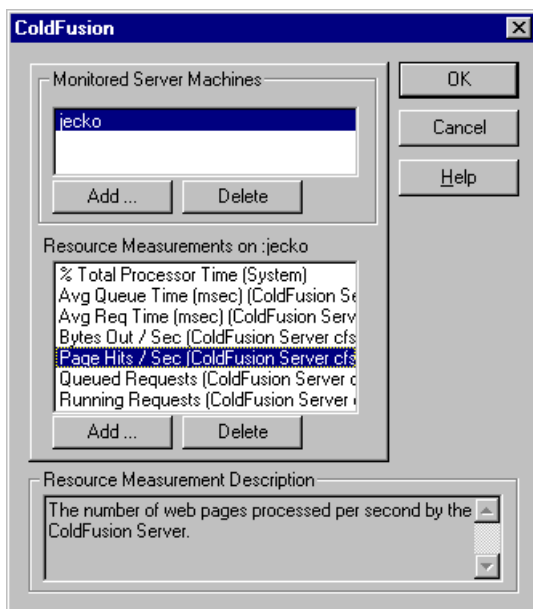 ColdFusion
Monitored Server Machines
jecko
Add ...
Delete
OK
Cancel
Help
Resource Measurements on :jecko
% Total Processor Time (System)
Avg Queue Time (msec) (ColdFusion Se
Avg Req Time (msec) (ColdFusion Serv
Bytes Out / Sec (ColdFusion Server cfs
Page Hits / Sec (ColdFusion Server cfs
Queued Requests (ColdFusion Server c
Running Requests (ColdFusion Server
Add ...
Delete
Resource Measurement Description
The number of web pages processed per second by the
ColdFusion Server.